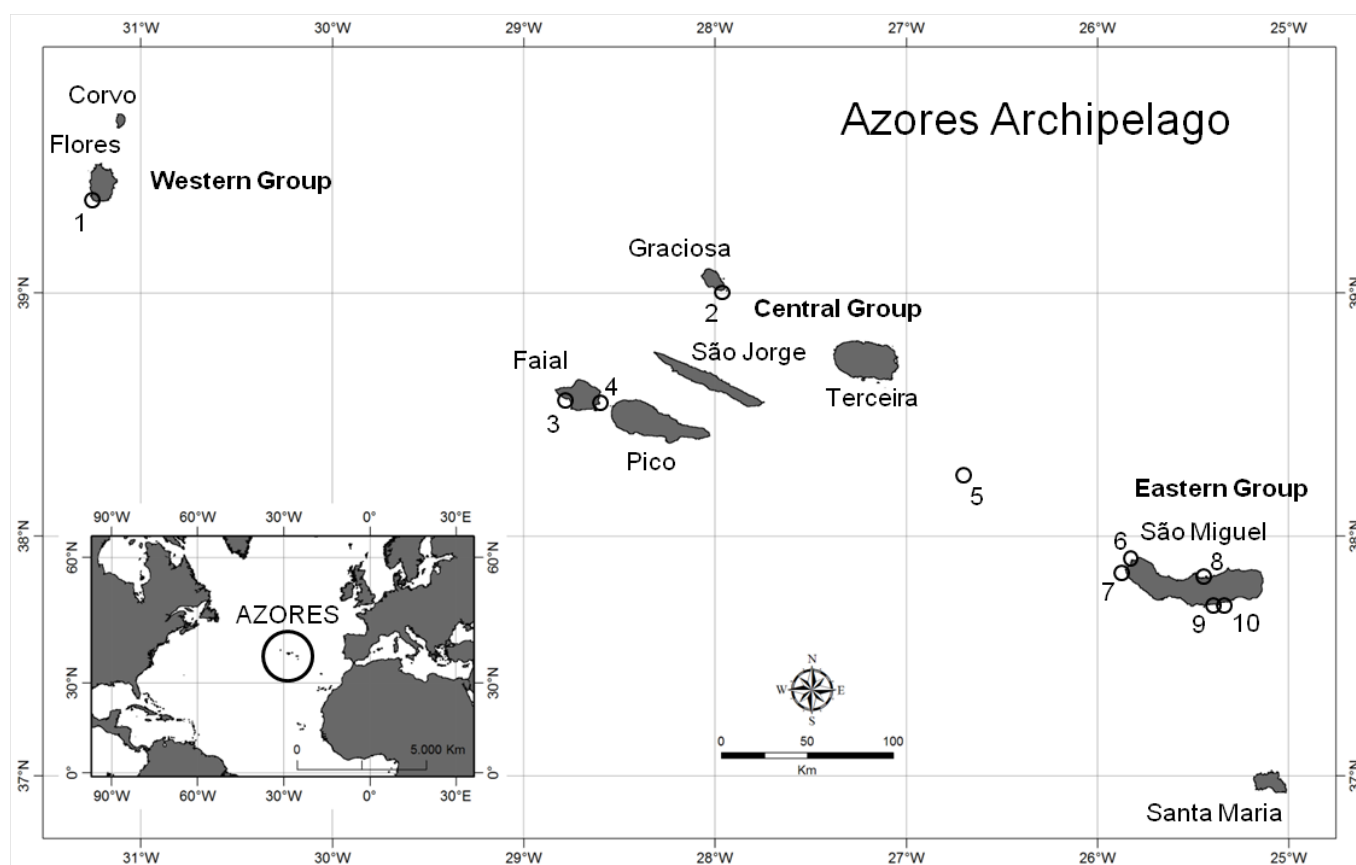 31°W 30°W 29°W 28°W 27°W 26°W 25°W
Corvo
Azores Archipelago
Flores
Western Group
1
Graciosa
39°N 39°N
2
Central Group
Faial
São Jorge
4
3
Terceira
Pico
5
Eastern Group
38°N 38°N
São Miguel
6
8
7
9 10
90°W 60°W 30°W 0° 30°E
60°N 60°N
AZORES
30°N 30°N
0 5.000 Km
0° 0°
90°W 60°W 30°W 0° 30°E
N
W E
S
0 50 100
Km
37°N 37°N
Santa Maria
31°W 30°W 29°W 28°W 27°W 26°W 25°W